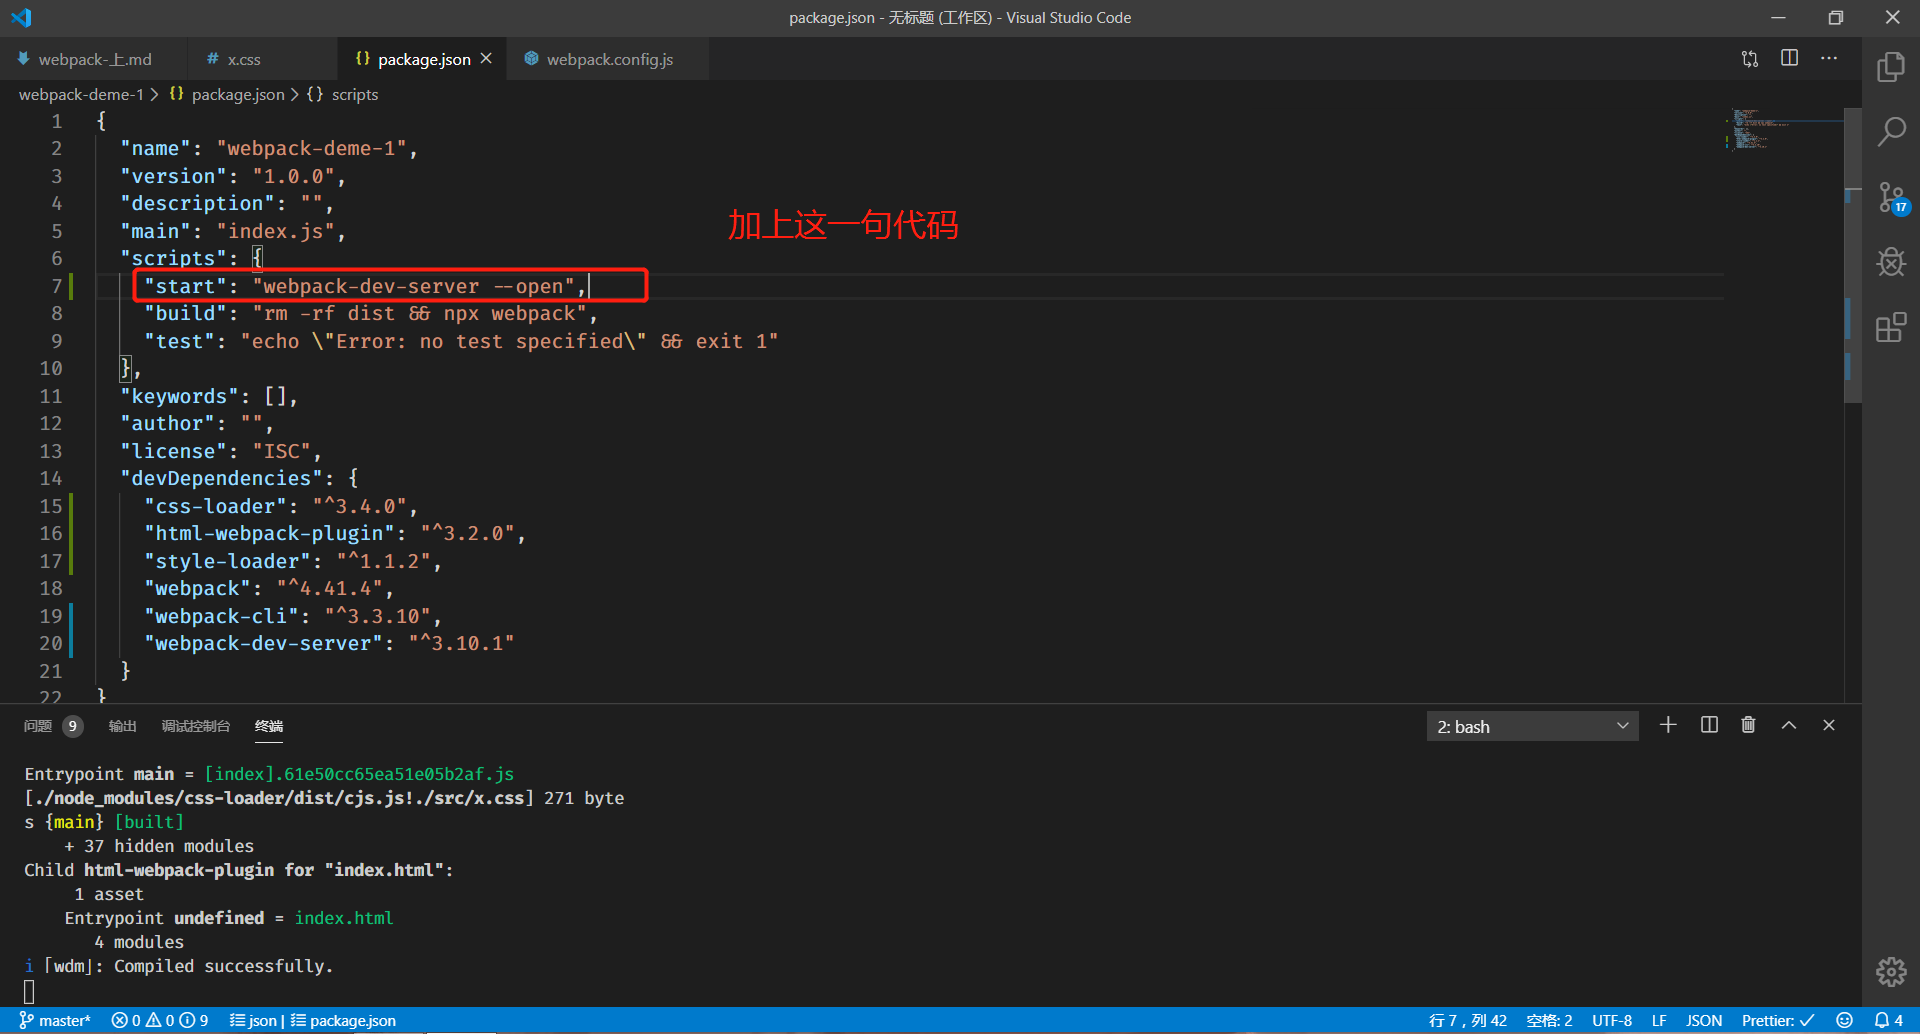 package.json - 无标题 (工作区) - Visual Studio Code
webpack-上.md
# x.css
{} package.json
webpack.config.js
webpack-deme-1 > {} package.json > {} scripts
1 {
2 "name": "webpack-deme-1",
3 "version": "1.0.0",
4 "description": "",
加上这一句代码
5 "main": "index.js",
6 "scripts": {
7 "start": "webpack-dev-server --open",
8 "build": "rm -rf dist && npx webpack",
9 "test": "echo \"Error: no test specified\" && exit 1"
10 },
11 "keywords": [],
12 "author": "",
13 "license": "ISC",
14 "devDependencies": {
15 "css-loader": "^3.4.0",
16 "html-webpack-plugin": "^3.2.0",
17 "style-loader": "^1.1.2",
18 "webpack": "^4.41.4",
19 "webpack-cli": "^3.3.10",
20 "webpack-dev-server": "^3.10.1"
21 }
22 }
17
问题 9 输出 调试控制台 终端
2: bash
Entrypoint main = [index].61e50cc65ea51e05b2af.js
[./node_modules/css-loader/dist/cjs.js!./src/x.css] 271 byte
s {main} [built]
+ 37 hidden modules
Child html-webpack-plugin for "index.html":
1 asset
Entrypoint undefined = index.html
4 modules
i ｢wdm｣: Compiled successfully.
master* 0 0 9 json | package.json
行 7，列 42 空格: 2 UTF-8 LF JSON Prettier: ✓ 4